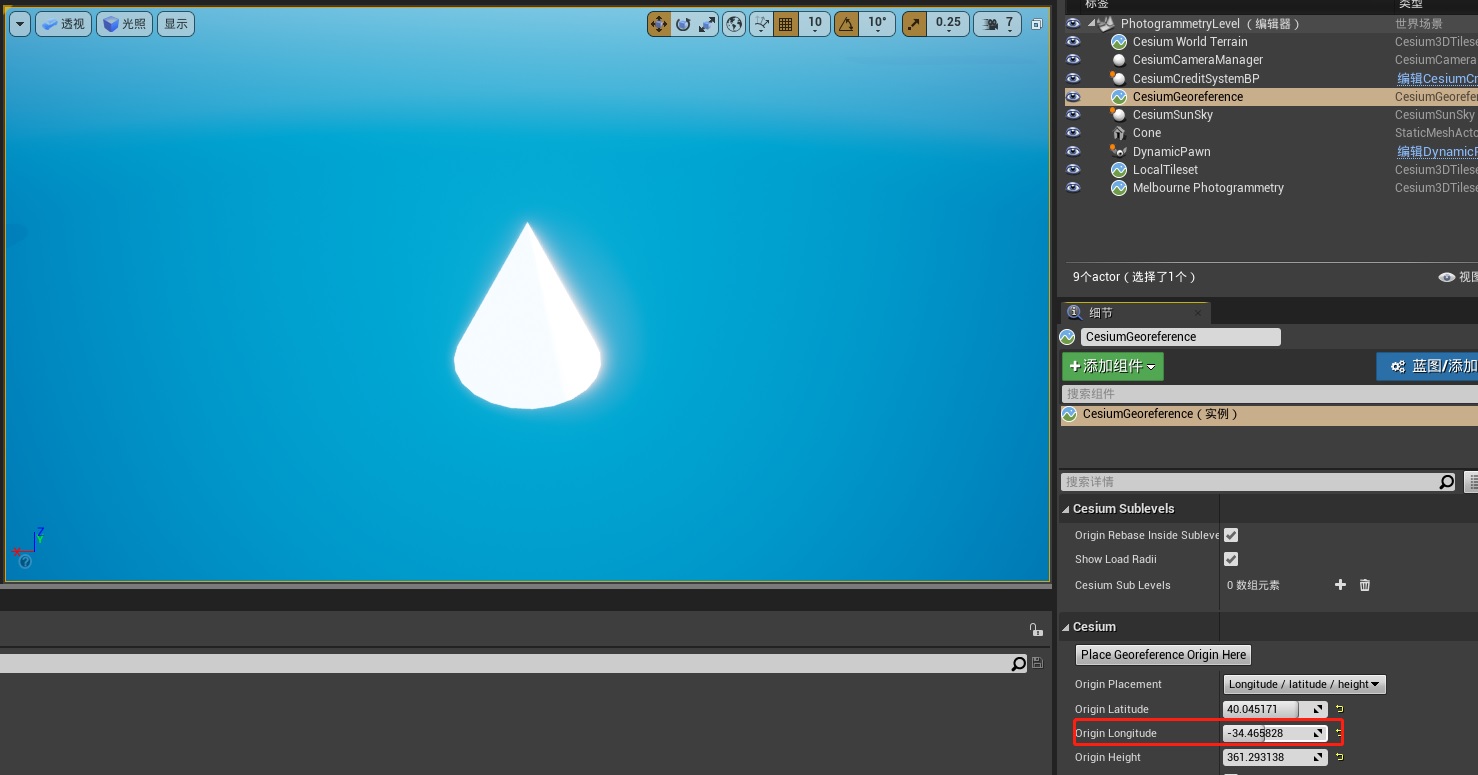 透视 光照 显示 10 10° 0.25 7
标签 类型
PhotogrammetryLevel（编辑器） 世界场景
Cesium World Terrain Cesium3DTilese
CesiumCameraManager CesiumCamera
CesiumCreditSystemBP 编辑CesiumCr
CesiumGeoreference CesiumGeorefer
CesiumSunSky CesiumSunSky
Cone StaticMeshActo
DynamicPawn 编辑DynamicP
LocalTileset Cesium3DTilese
Melbourne Photogrammetry Cesium3DTilese
9个actor（选择了1个） 视图
细节
CesiumGeoreference
+添加组件 蓝图/添加
搜索组件
CesiumGeoreference（实例）
搜索详情
Cesium Sublevels
Origin Rebase Inside Subleve
Show Load Radii
Cesium Sub Levels 0 数组元素
Cesium
Place Georeference Origin Here
Origin Placement Longitude / latitude / height
Origin Latitude 40.045171
Origin Longitude -34.465828
Origin Height 361.293138
Z